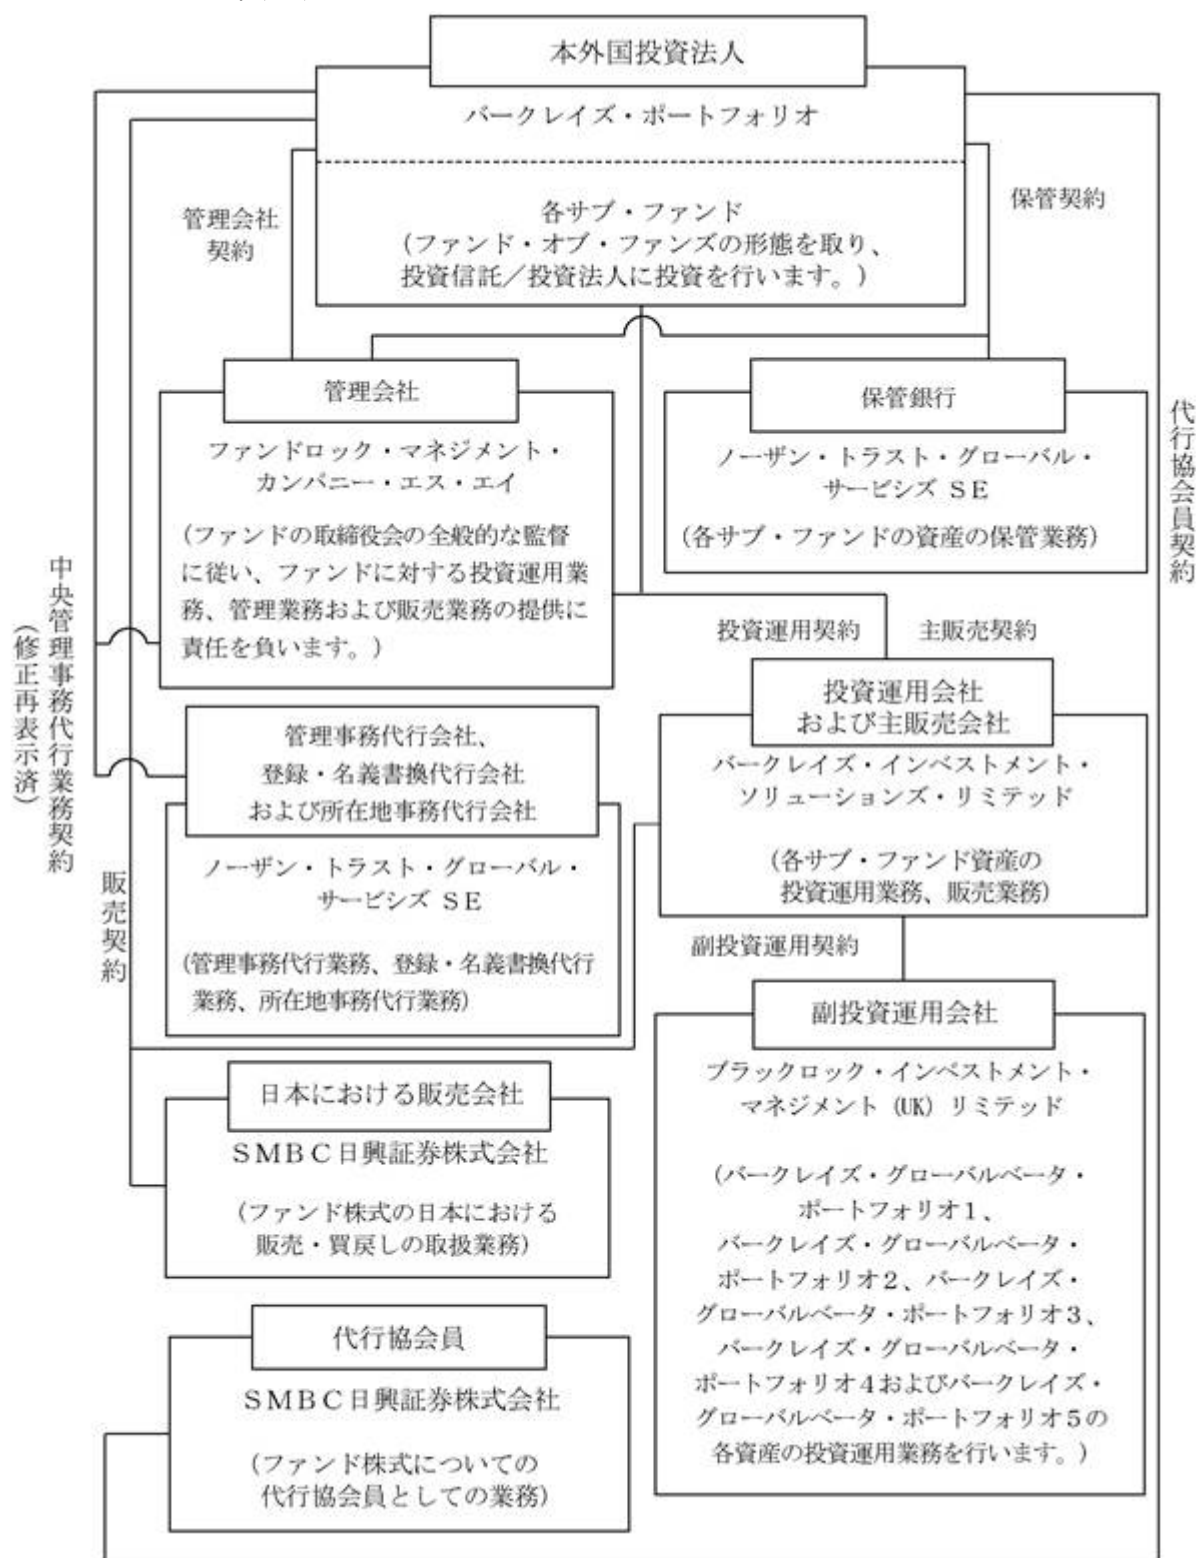 本外国投資法人
バークレイズ・ポートフォリオ
各サブ・ファンド
(ファンド・オブ・ファンズの形態を取り、
投資信託／投資法人に投資を行います。)
管理会社
契約
保管契約
管理会社
ファンドロック・マネジメント・
カンパニー・エス・エイ
(ファンドの取締役会の全般的な監督
に従い、ファンドに対する投資運用業
務、管理業務および販売業務の提供に
責任を負います。)
保管銀行
ノーザン・トラスト・グローバル・
サービシズ ＳＥ
(各サブ・ファンドの資産の保管業務)
代行協会員契約
中央管理事務代行業務契約
(修正再表示済)
投資運用契約
主販売契約
投資運用会社
および主販売会社
バークレイズ・インベストメント・
ソリューションズ・リミテッド
(各サブ・ファンド資産の
投資運用業務、販売業務)
管理事務代行会社、
登録・名義書換代行会社
および所在地事務代行会社
ノーザン・トラスト・グローバル・
サービシズ ＳＥ
(管理事務代行業務、登録・名義書換代行
業務、所在地事務代行業務)
販売契約
副投資運用契約
副投資運用会社
ブラックロック・インベストメント・
マネジメント (UK) リミテッド
(バークレイズ・グローバルベータ・
ポートフォリオ１、
バークレイズ・グローバルベータ・
ポートフォリオ２、バークレイズ・
グローバルベータ・ポートフォリオ３、
バークレイズ・グローバルベータ・
ポートフォリオ４およびバークレイズ・
グローバルベータ・ポートフォリオ５の
各資産の投資運用業務を行います。)
日本における販売会社
ＳＭＢＣ日興証券株式会社
(ファンド株式の日本における
販売・買戻しの取扱業務)
代行協会員
ＳＭＢＣ日興証券株式会社
(ファンド株式についての
代行協会員としての業務)